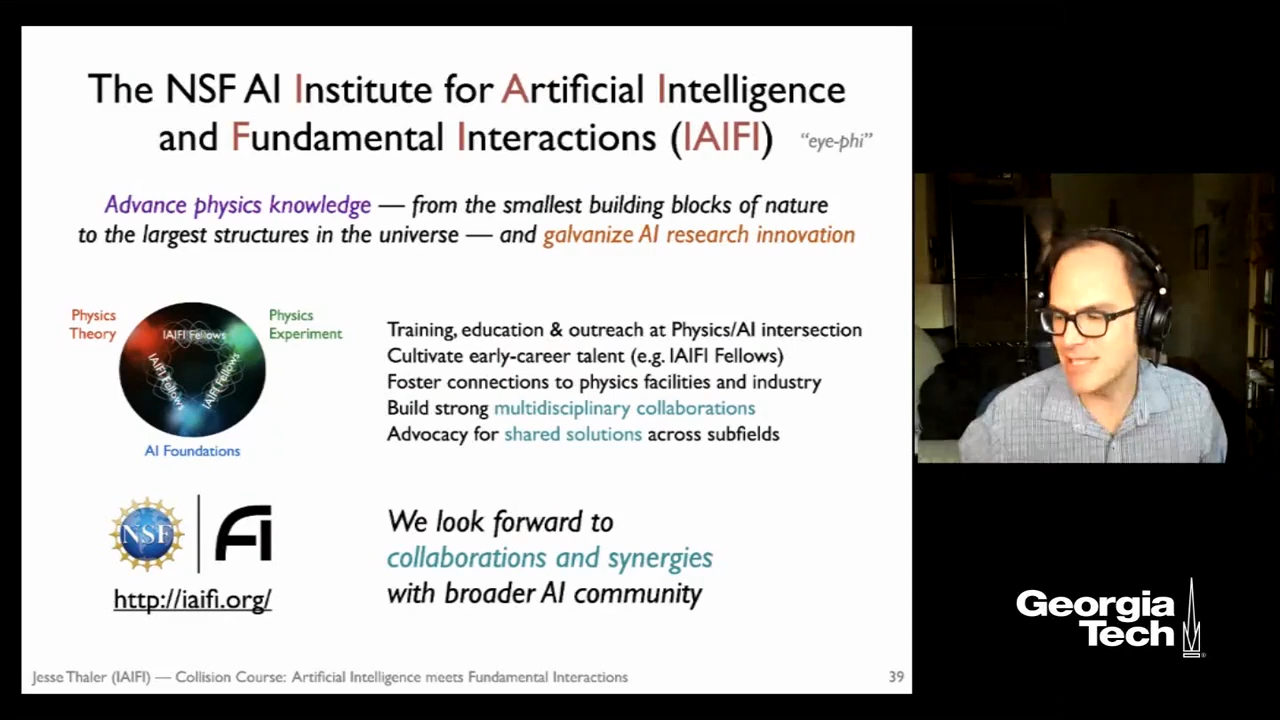 The NSF AI Institute for Artificial Intelligence
and Fundamental Interactions (IAIFI) “eye-phi”
Advance physics knowledge — from the smallest building blocks of nature
to the largest structures in the universe — and galvanize AI research innovation
Physics
Theory
Physics
Experiment
IAIFI Fellows
IAIFI Fellows
IAIFI Fellows
AI Foundations
Training, education & outreach at Physics/AI intersection
Cultivate early-career talent (e.g. IAIFI Fellows)
Foster connections to physics facilities and industry
Build strong multidisciplinary collaborations
Advocacy for shared solutions across subfields
NSF
FI
http://iaifi.org/
We look forward to
collaborations and synergies
with broader AI community
Jesse Thaler (IAIFI) — Collision Course: Artificial Intelligence meets Fundamental Interactions
39
Georgia
Tech